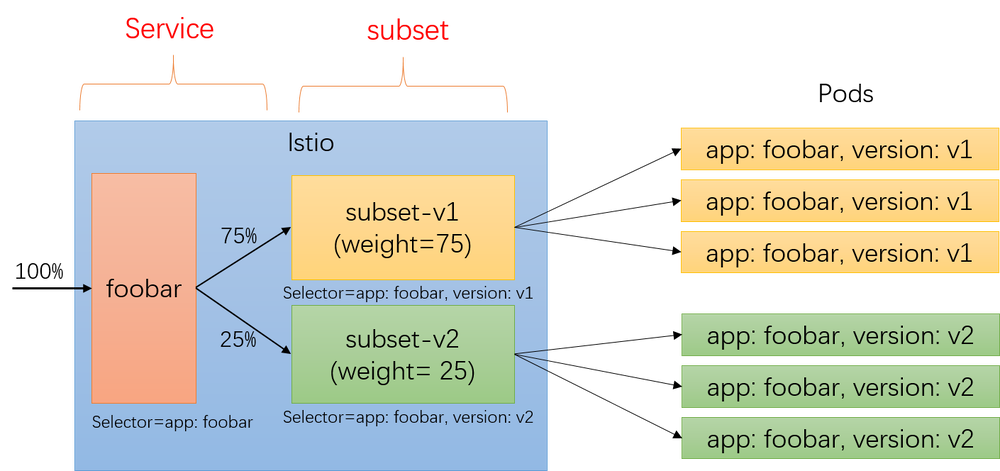 Service
subset
Pods
Istio
100%
foobar
Selector=app: foobar
75%
25%
subset-v1
(weight=75)
Selector=app: foobar, version: v1
subset-v2
(weight= 25)
Selector=app: foobar, version: v2
app: foobar, version: v1
app: foobar, version: v1
app: foobar, version: v1
app: foobar, version: v2
app: foobar, version: v2
app: foobar, version: v2